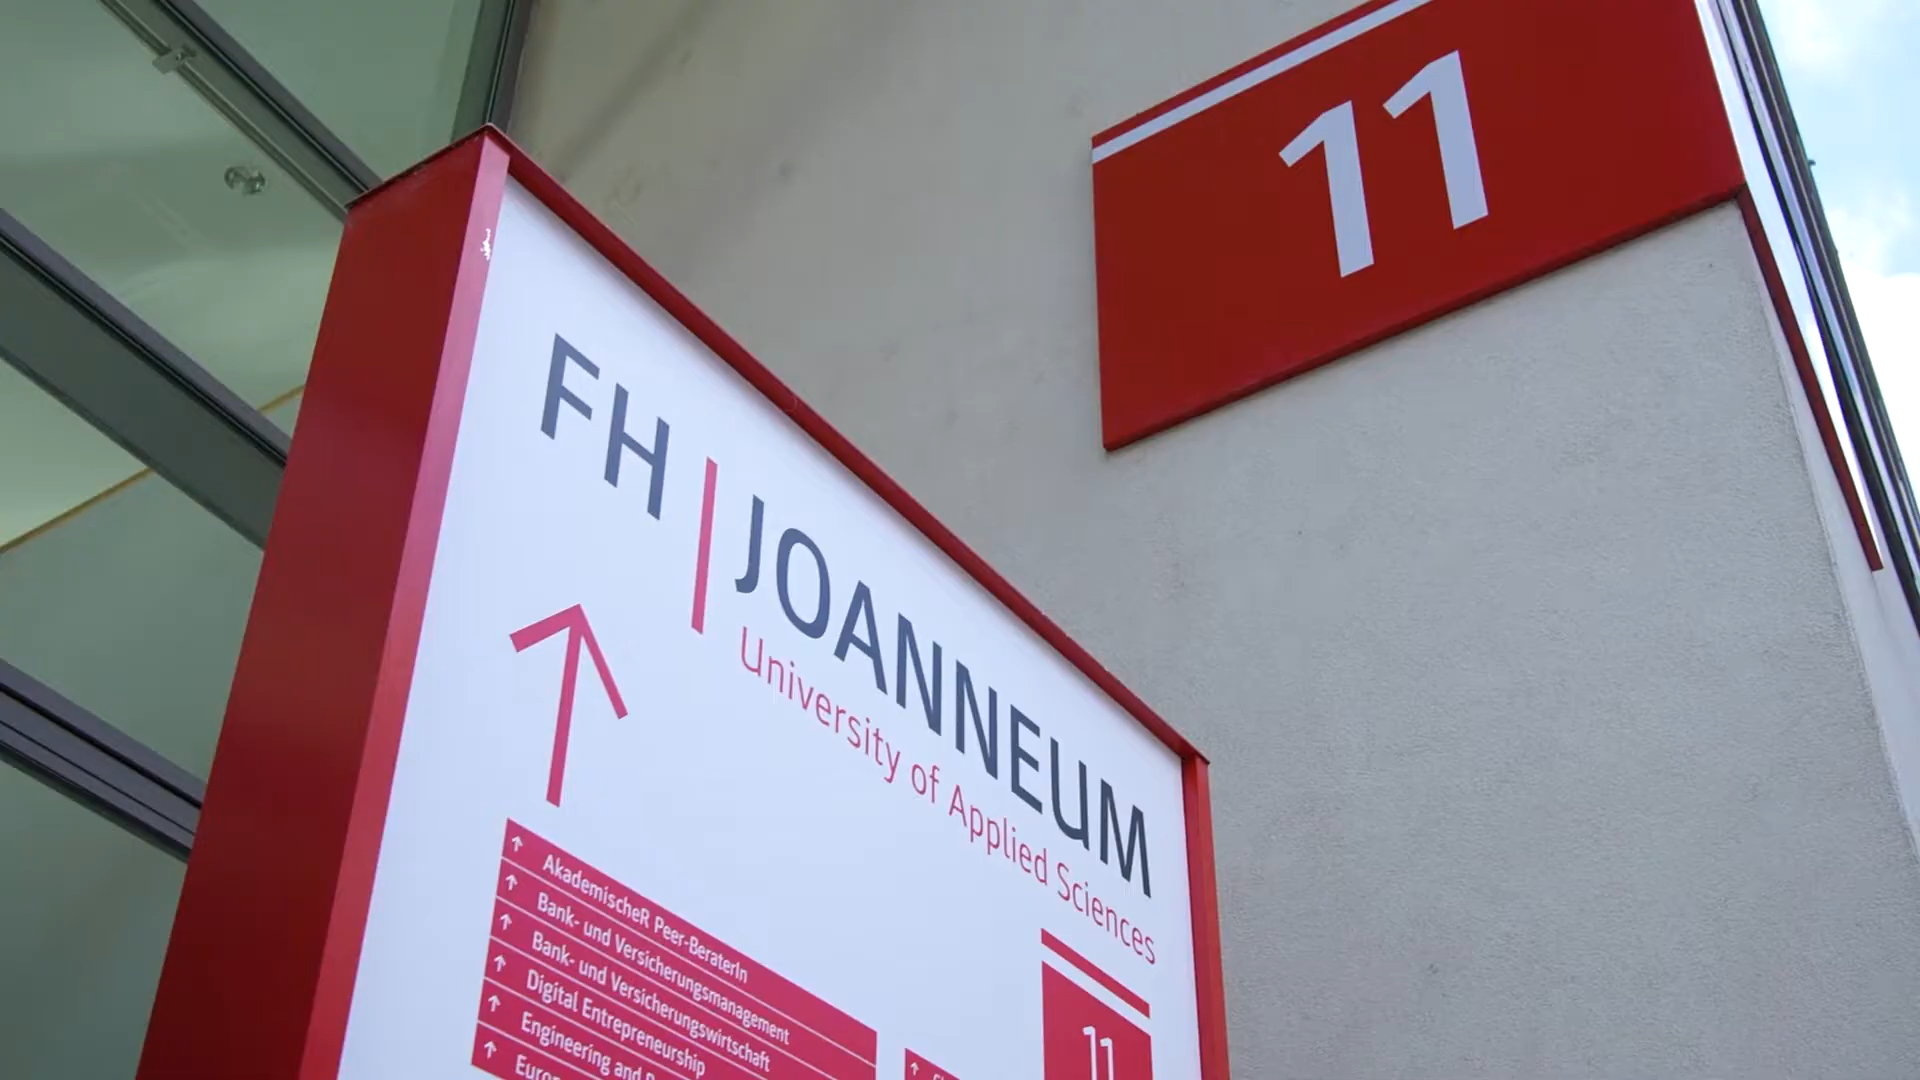 11
FH | JOANNEUM
University of Applied Sciences
↑ AkademischeR Peer-BeraterIn
↑ Bank- und Versicherungsmanagement
↑ Bank- und Versicherungswirtschaft
↑ Digital Entrepreneurship
↑ Engineering and
↑
↑
11